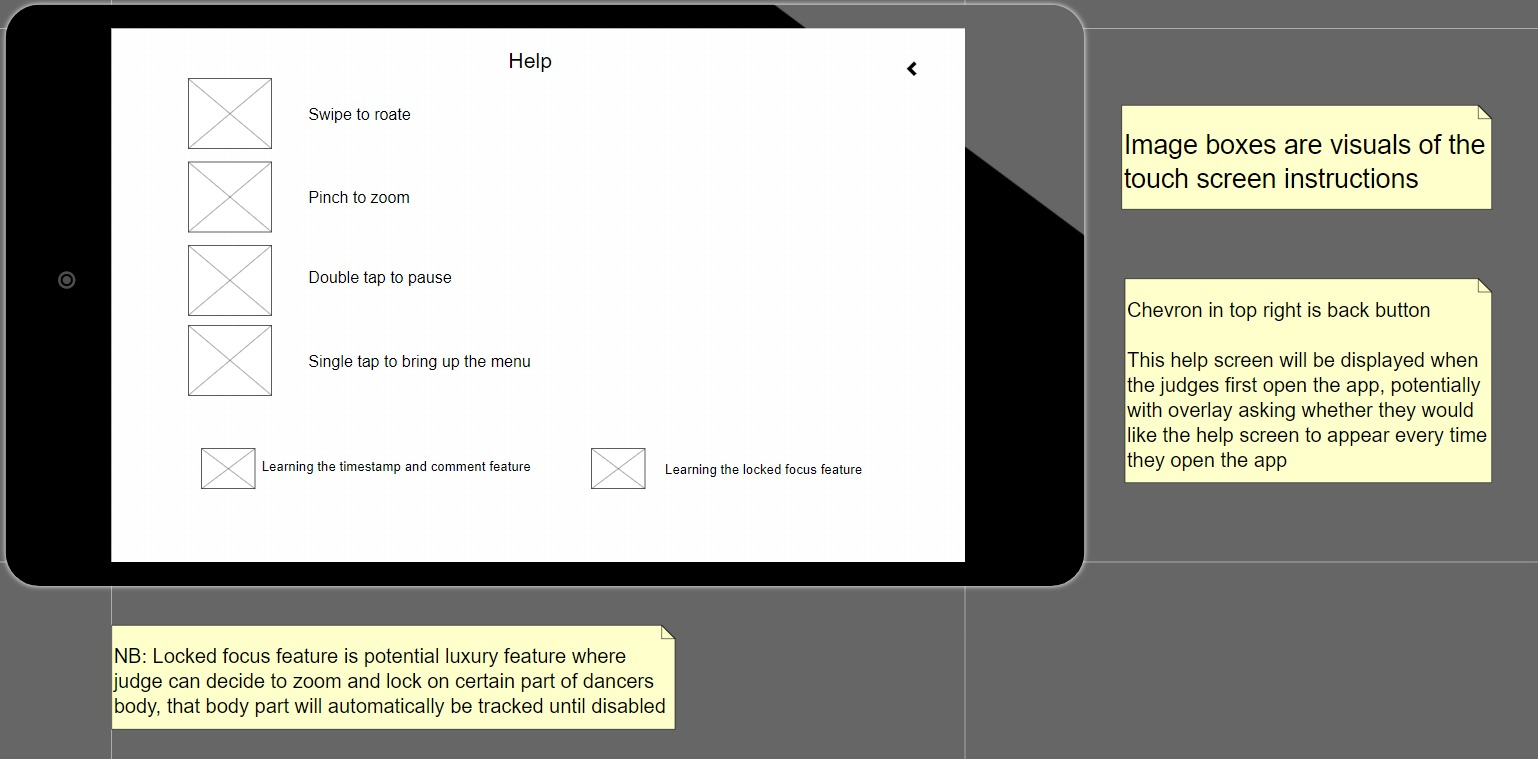 Help
Swipe to roate
Pinch to zoom
Double tap to pause
Single tap to bring up the menu
Learning the timestamp and comment feature
Learning the locked focus feature
Image boxes are visuals of the
touch screen instructions
Chevron in top right is back button
This help screen will be displayed when
the judges first open the app, potentially
with overlay asking whether they would
like the help screen to appear every time
they open the app
NB: Locked focus feature is potential luxury feature where
judge can decide to zoom and lock on certain part of dancers
body, that body part will automatically be tracked until disabled